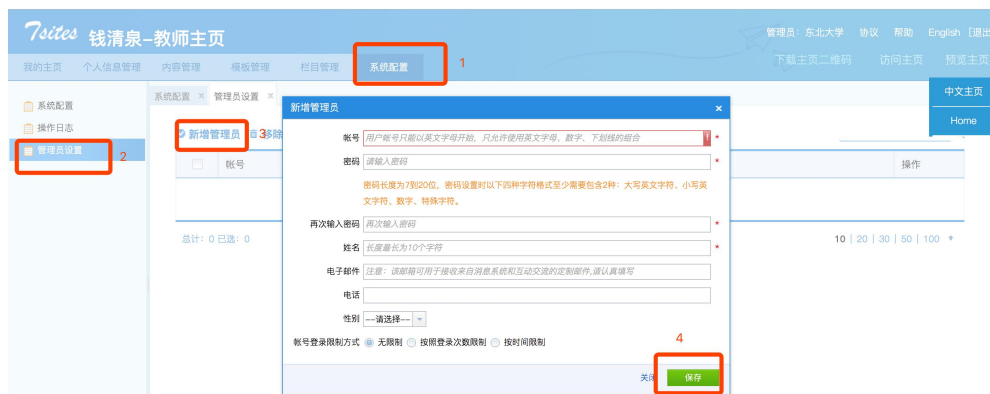 7sites 钱清泉–教师主页
管理员：东北大学 协议 帮助 English [退出
我的主页 个人信息管理 内容管理 模板管理 栏目管理 系统配置 1
下载主页二维码 访问主页 预览主页
中文主页
Home
系统配置
操作日志
管理员设置 2
系统配置 × 管理员设置 ×
新增管理员 3 移除
帐号 操作
总计：0 已选：0
10 | 20 | 30 | 50 | 100
新增管理员 ×
帐号 用户帐号只能以英文字母开始，只允许使用英文字母、数字、下划线的组合 ! *
密码 请输入密码 *
密码长度为7到20位，密码设置时以下四种字符格式至少需要包含2种：大写英文字符、小写英
文字符、数字、特殊字符。
再次输入密码 再次输入密码 *
姓名 长度最长为10个字符 *
电子邮件 注意：该邮箱可用于接收来自消息系统和互动交流的定制邮件,请认真填写
电话
性别 --请选择--
帐号登录限制方式 无限制 按照登录次数限制 按时间限制
4
关闭 保存